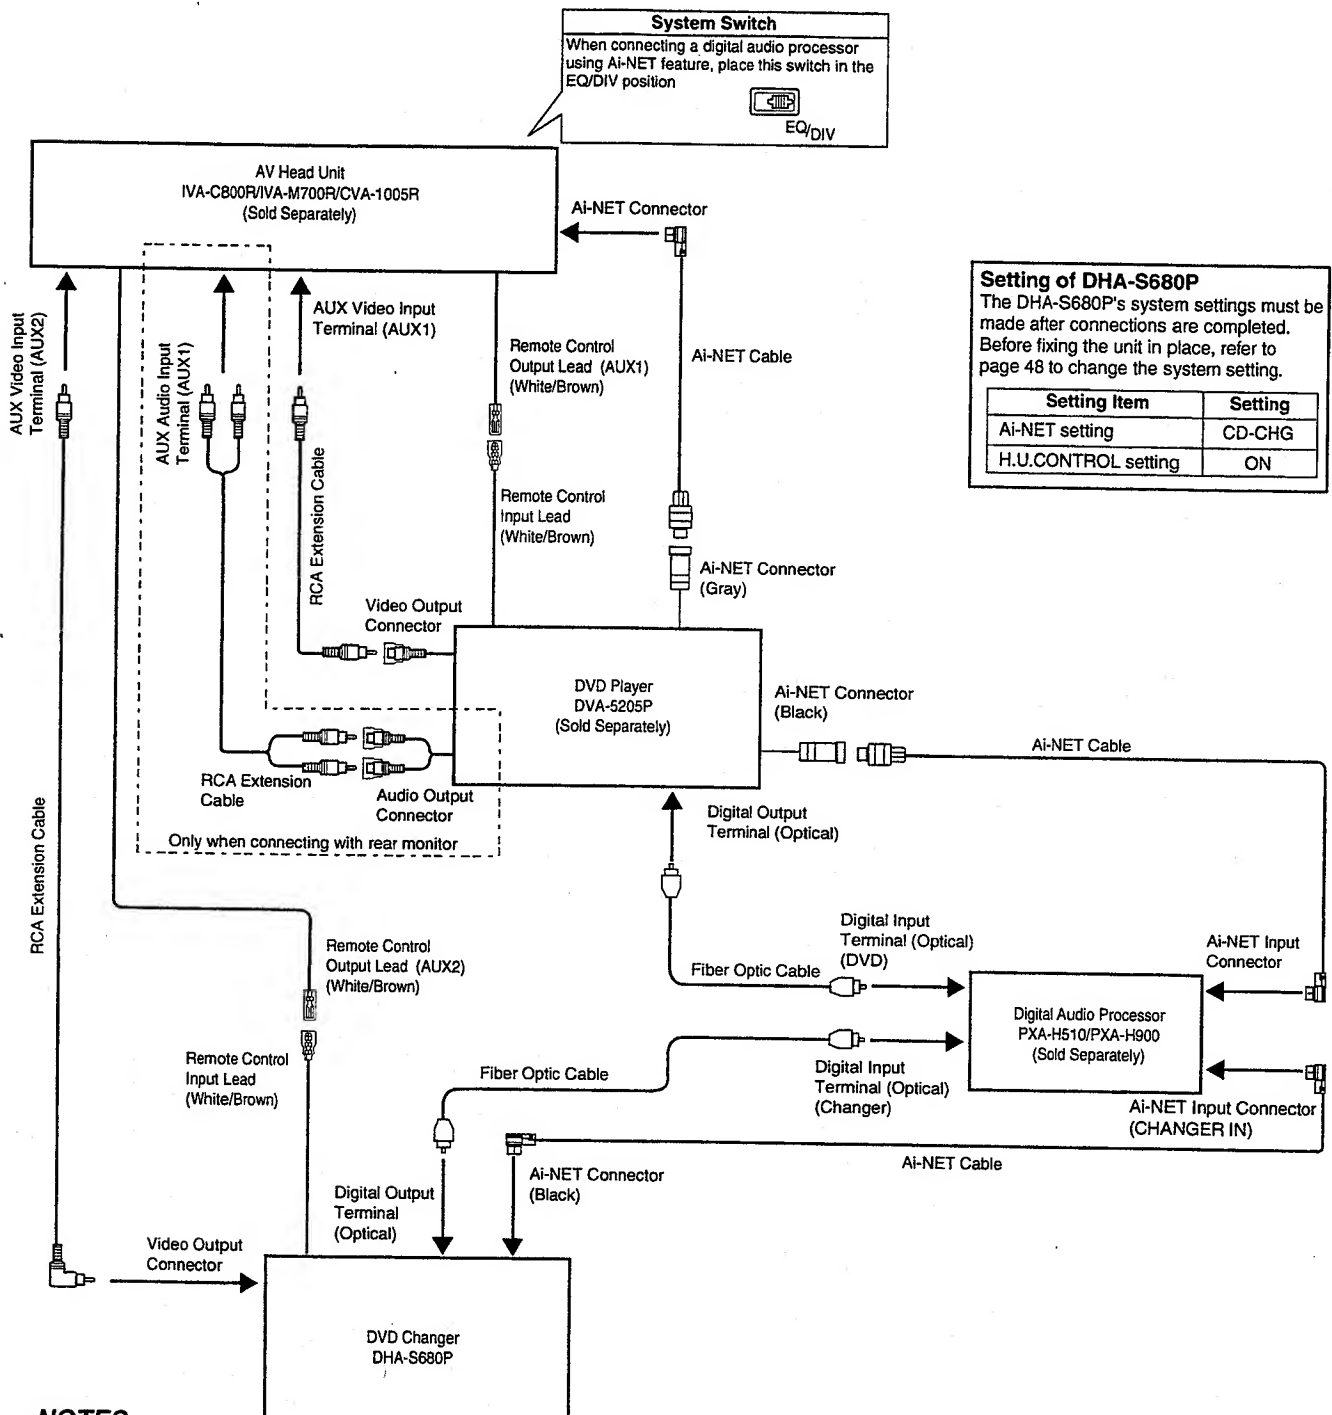 System Switch
When connecting a digital audio processor
using Ai-NET feature, place this switch in the
EQ/DIV position
EQ/DIV
AV Head Unit
IVA-C800R/IVA-M700R/CVA-1005R
(Sold Separately)
Ai-NET Connector
Setting of DHA-S680P
The DHA-S680P's system settings must be
made after connections are completed.
Before fixing the unit in place, refer to
page 48 to change the system setting.
Setting Item Setting
Ai-NET setting CD-CHG
H.U.CONTROL setting ON
AUX Video Input
Terminal (AUX2)
AUX Audio Input
Terminal (AUX1)
AUX Video Input
Terminal (AUX1)
Remote Control
Output Lead (AUX1)
(White/Brown)
Ai-NET Cable
RCA Extension Cable
Remote Control
Input Lead
(White/Brown)
Ai-NET Connector
(Gray)
Video Output
Connector
DVD Player
DVA-5205P
(Sold Separately)
Ai-NET Connector
(Black)
Ai-NET Cable
RCA Extension
Cable
Audio Output
Connector
Only when connecting with rear monitor
Digital Output
Terminal (Optical)
RCA Extension Cable
Remote Control
Output Lead (AUX2)
(White/Brown)
Fiber Optic Cable
Digital Input
Terminal (Optical)
(DVD)
Ai-NET Input
Connector
Digital Audio Processor
PXA-H510/PXA-H900
(Sold Separately)
Remote Control
Input Lead
(White/Brown)
Fiber Optic Cable
Digital Input
Terminal (Optical)
(Changer)
Ai-NET Input Connector
(CHANGER IN)
Ai-NET Cable
Ai-NET Connector
(Black)
Digital Output
Terminal
(Optical)
Video Output
Connector
DVD Changer
DHA-S680P
NOTES